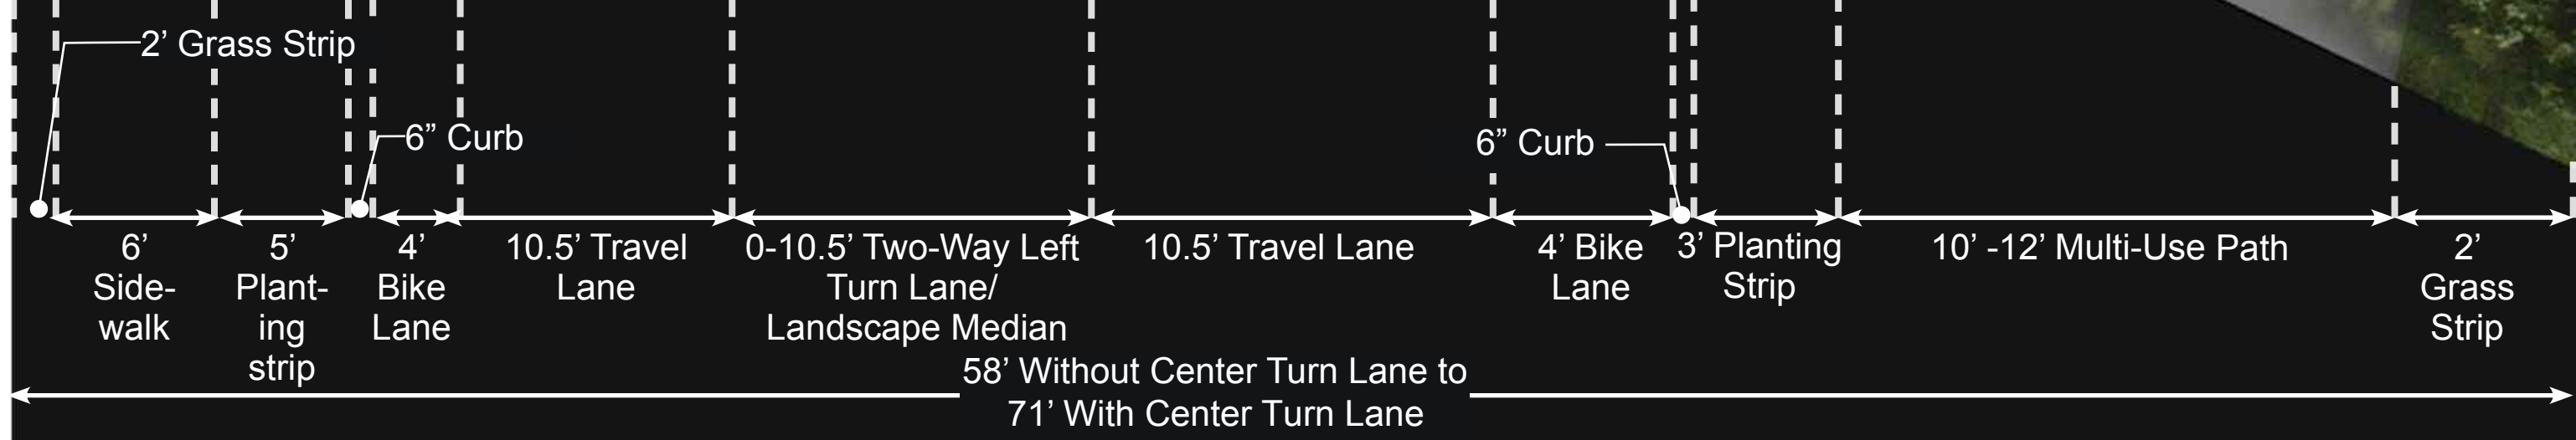 2’ Grass Strip
6” Curb
6” Curb
6’
Side-
walk
5’
Plant-
ing
strip
4’
Bike
Lane
10.5’ Travel
Lane
0-10.5’ Two-Way Left
Turn Lane/
Landscape Median
10.5’ Travel Lane
4’ Bike
Lane
3’ Planting
Strip
10’ -12’ Multi-Use Path
2’
Grass
Strip
58’ Without Center Turn Lane to
71’ With Center Turn Lane